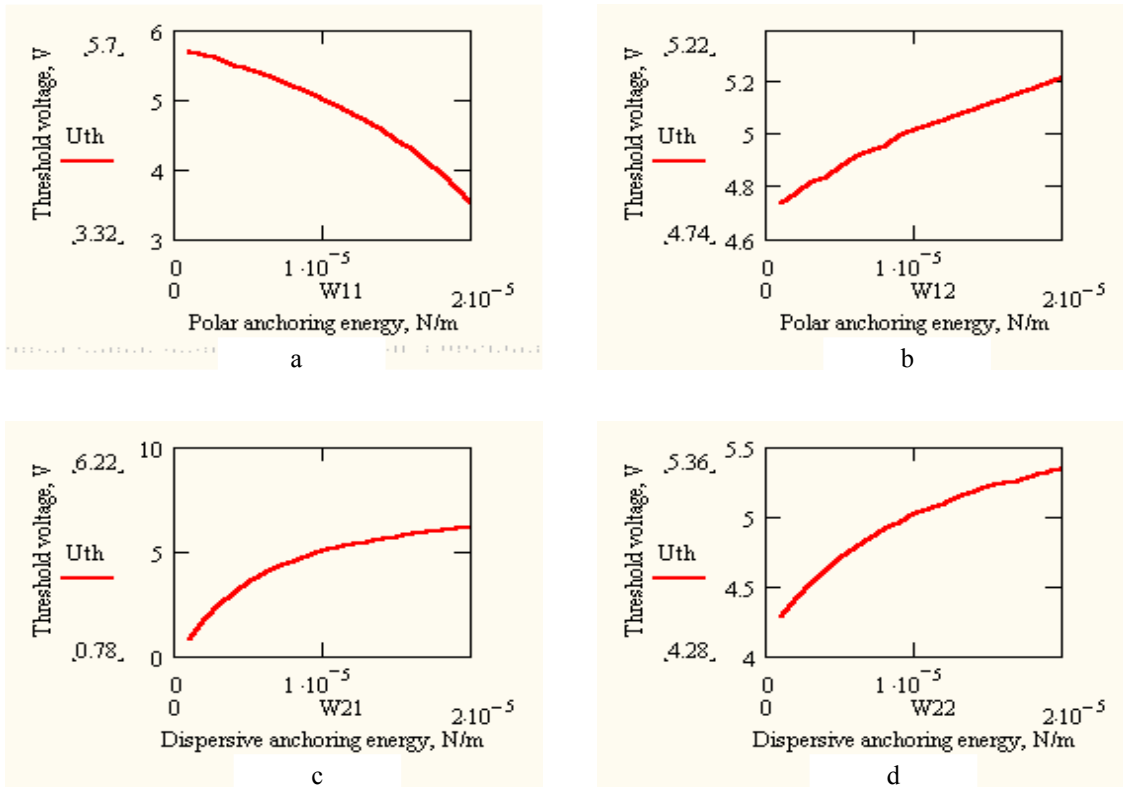 Threshold voltage, V
5.7
Uth
3.32
6
5
4
3
0
1·10⁻⁵
0
W11
2·10⁻⁵
Polar anchoring energy, N/m
a
Threshold voltage, V
5.22
Uth
4.74
5.2
5
4.8
4.6
0
1·10⁻⁵
0
W12
2·10⁻⁵
Polar anchoring energy, N/m
b
Threshold voltage, V
6.22
Uth
0.78
10
5
0
0
1·10⁻⁵
0
W21
2·10⁻⁵
Dispersive anchoring energy, N/m
c
Threshold voltage, V
5.36
Uth
4.28
5.5
5
4.5
4
0
1·10⁻⁵
0
W22
2·10⁻⁵
Dispersive anchoring energy, N/m
d